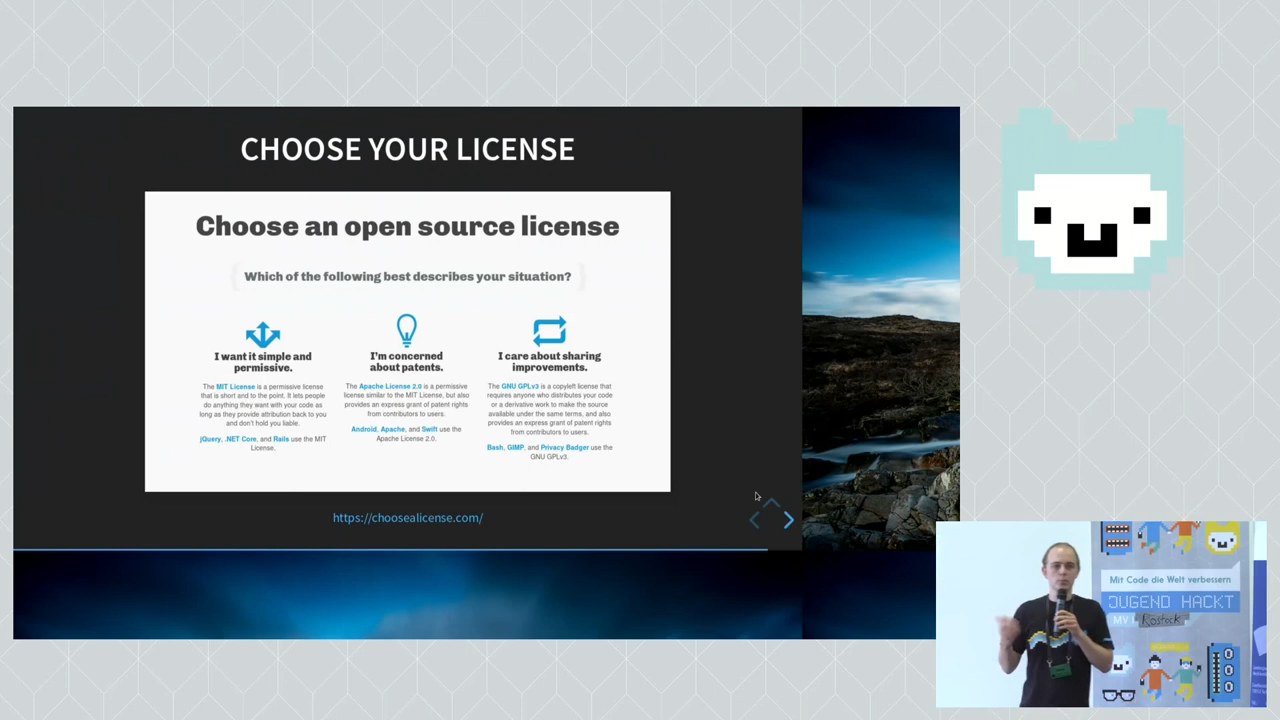 CHOOSE YOUR LICENSE
Choose an open source license
Which of the following best describes your situation?
I want it simple and
permissive.
The MIT License is a permissive license
that is short and to the point. It lets people
do anything they want with your code as
long as they provide attribution back to you
and don't hold you liable.
jQuery, .NET Core, and Rails use the MIT
License.
I'm concerned
about patents.
The Apache License 2.0 is a permissive
license similar to the MIT License, but also
provides an express grant of patent rights
from contributors to users.
Android, Apache, and Swift use the
Apache License 2.0.
I care about sharing
improvements.
The GNU GPLv3 is a copyleft license that
requires anyone who distributes your code
or a derivative work to make the source
available under the same terms, and also
provides an express grant of patent rights
from contributors to users.
Bash, GIMP, and Privacy Badger use the
GNU GPLv3.
https://choosealicense.com/
Mit Code die Welt verbessern
JUGEND HACKT
MV | Rostock